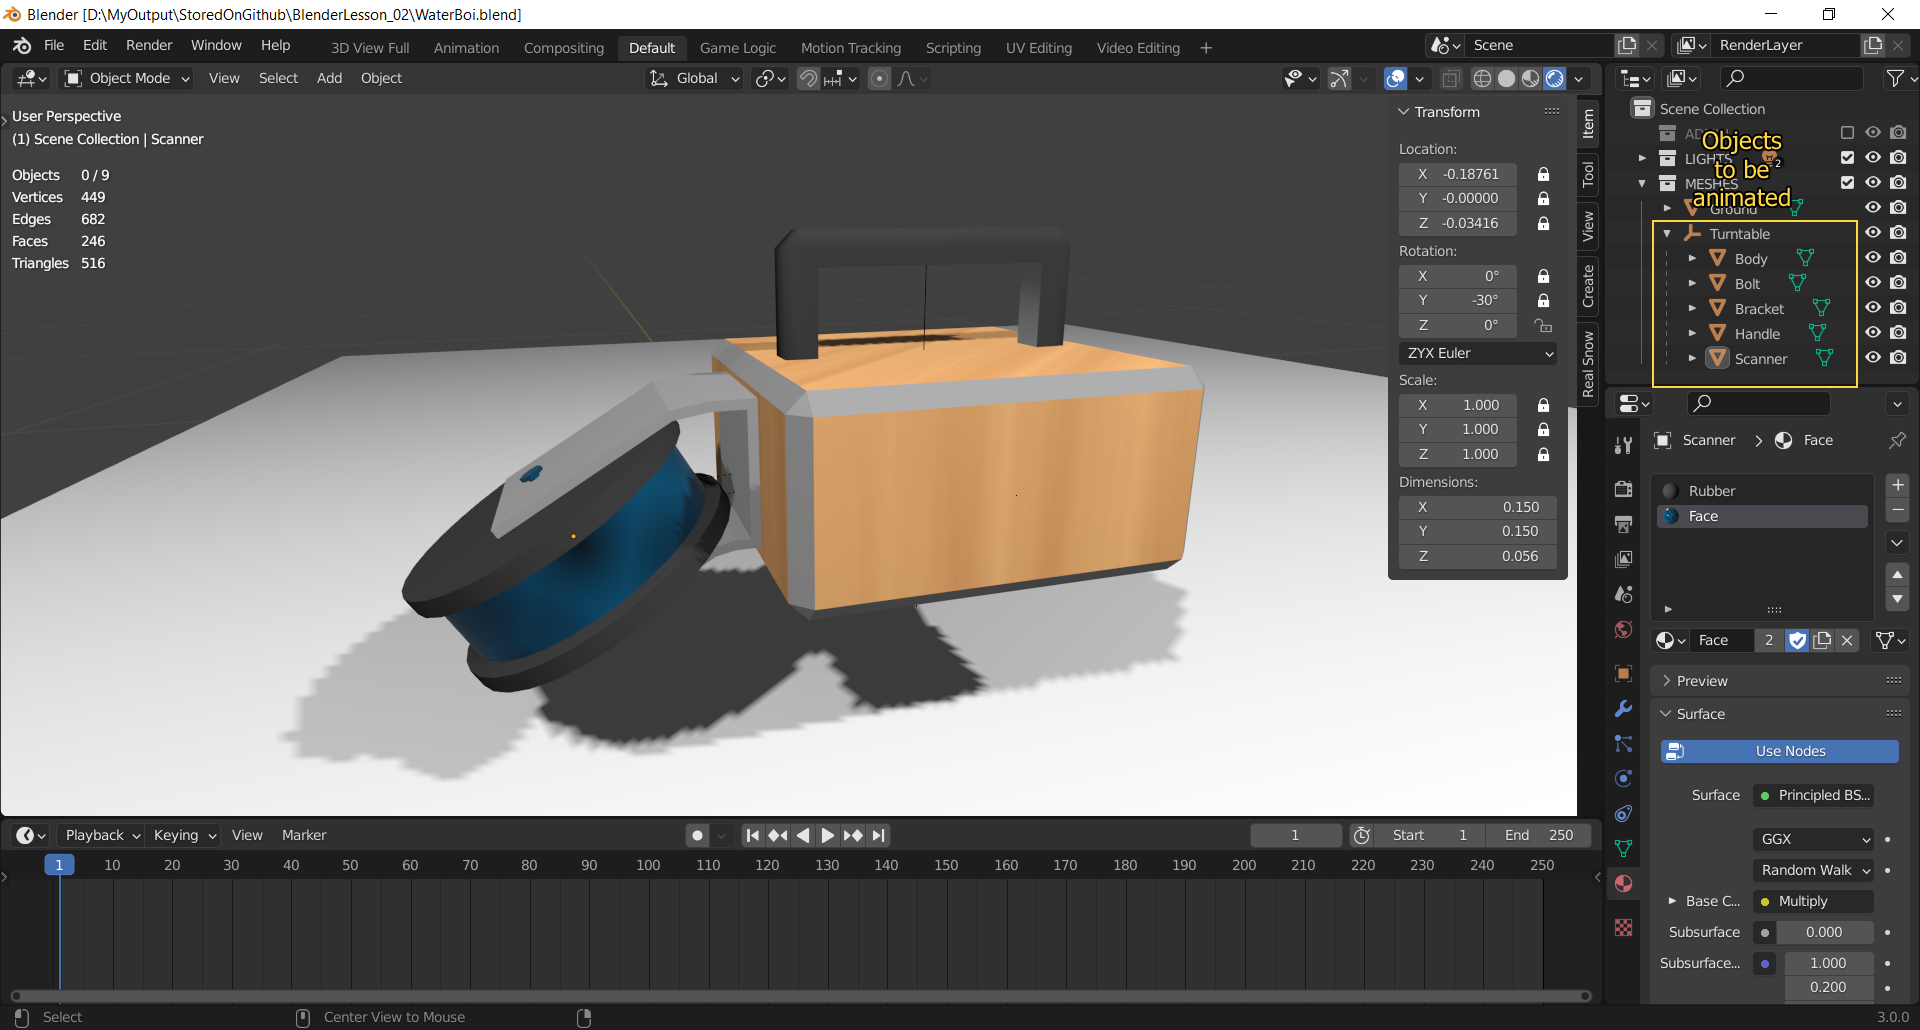 Blender [D:\MyOutput\StoredOnGithub\BlenderLesson_02\WaterBoi.blend]
File Edit Render Window Help 3D View Full Animation Compositing Default Game Logic Motion Tracking Scripting UV Editing Video Editing + Scene RenderLayer
Object Mode View Select Add Object Global
User Perspective
(1) Scene Collection | Scanner
Objects 0 / 9
Vertices 449
Edges 682
Faces 246
Triangles 516
Transform
Location:
X -0.18761
Y -0.00000
Z -0.03416
Rotation:
X 0°
Y -30°
Z 0°
ZYX Euler
Scale:
X 1.000
Y 1.000
Z 1.000
Dimensions:
X 0.150
Y 0.150
Z 0.056
Item
Tool
View
Create
Real Snow
Scene Collection
LIGHTS 2
MESHES
Ground
Objects
to be
animated
Turntable
Body
Bolt
Bracket
Handle
Scanner
Scanner > Face
Rubber
Face
Face 2
Preview
Surface
Use Nodes
Surface Principled BS...
GGX
Random Walk
Base C... Multiply
Subsurface 0.000
Subsurface... 1.000
0.200
Playback Keying View Marker 1 Start 1 End 250
1 10 20 30 40 50 60 70 80 90 100 110 120 130 140 150 160 170 180 190 200 210 220 230 240 250
Select Center View to Mouse 3.0.0